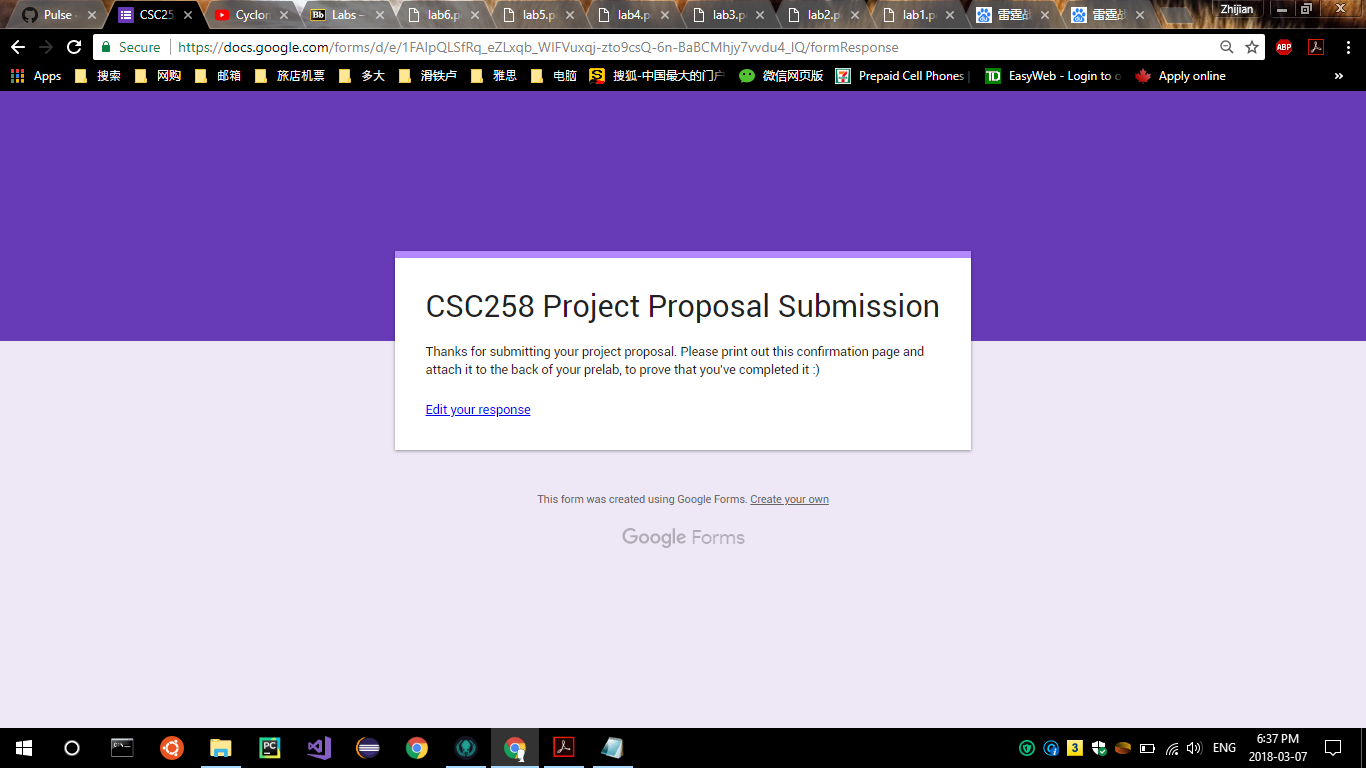 Pulse
CSC25
Cyclon
Labs –
lab6.p
lab5.p
lab4.p
lab3.p
lab2.p
lab1.p
雷霆战
雷霆战
Zhijian
Secure
https://docs.google.com/forms/d/e/1FAIpQLSfRq_eZLxqb_WIFVuxqj-zto9csQ-6n-BaBCMhjy7vvdu4_lQ/formResponse
ABP
Apps
搜索
网购
邮箱
旅店机票
多大
滑铁卢
雅思
电脑
搜狐-中国最大的门户
微信网页版
Prepaid Cell Phones |
EasyWeb - Login to o
Apply online
»
CSC258 Project Proposal Submission
Thanks for submitting your project proposal. Please print out this confirmation page and
attach it to the back of your prelab, to prove that you've completed it :)
Edit your response
This form was created using Google Forms. Create your own
Google Forms
ENG
6:37 PM
2018-03-07